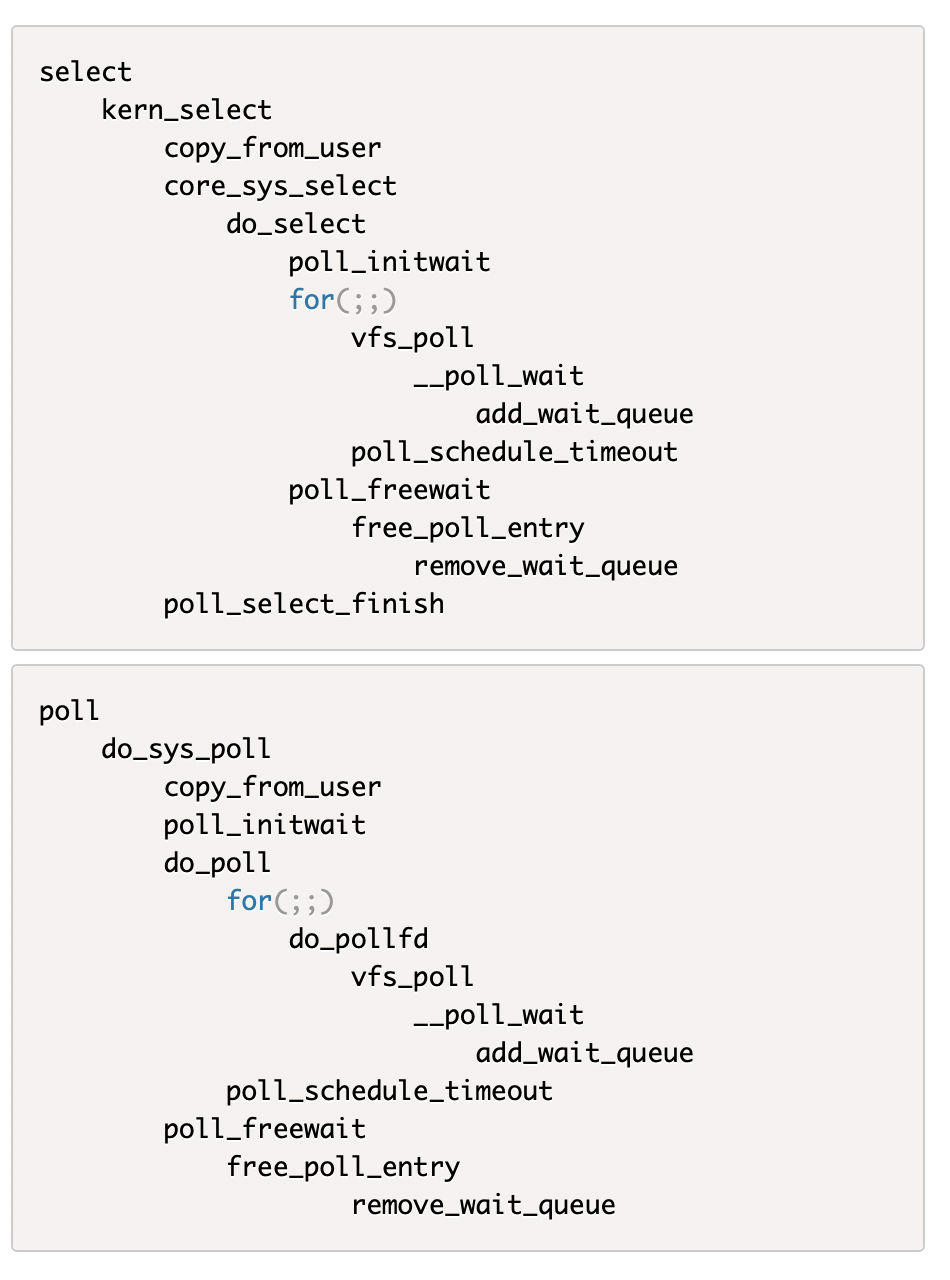 select
    kern_select
        copy_from_user
        core_sys_select
            do_select
                poll_initwait
                for(;;)
                    vfs_poll
                        __poll_wait
                            add_wait_queue
                    poll_schedule_timeout
                poll_freewait
                    free_poll_entry
                        remove_wait_queue
        poll_select_finish
poll
    do_sys_poll
        copy_from_user
        poll_initwait
        do_poll
            for(;;)
                do_pollfd
                    vfs_poll
                        __poll_wait
                            add_wait_queue
            poll_schedule_timeout
        poll_freewait
            free_poll_entry
                    remove_wait_queue